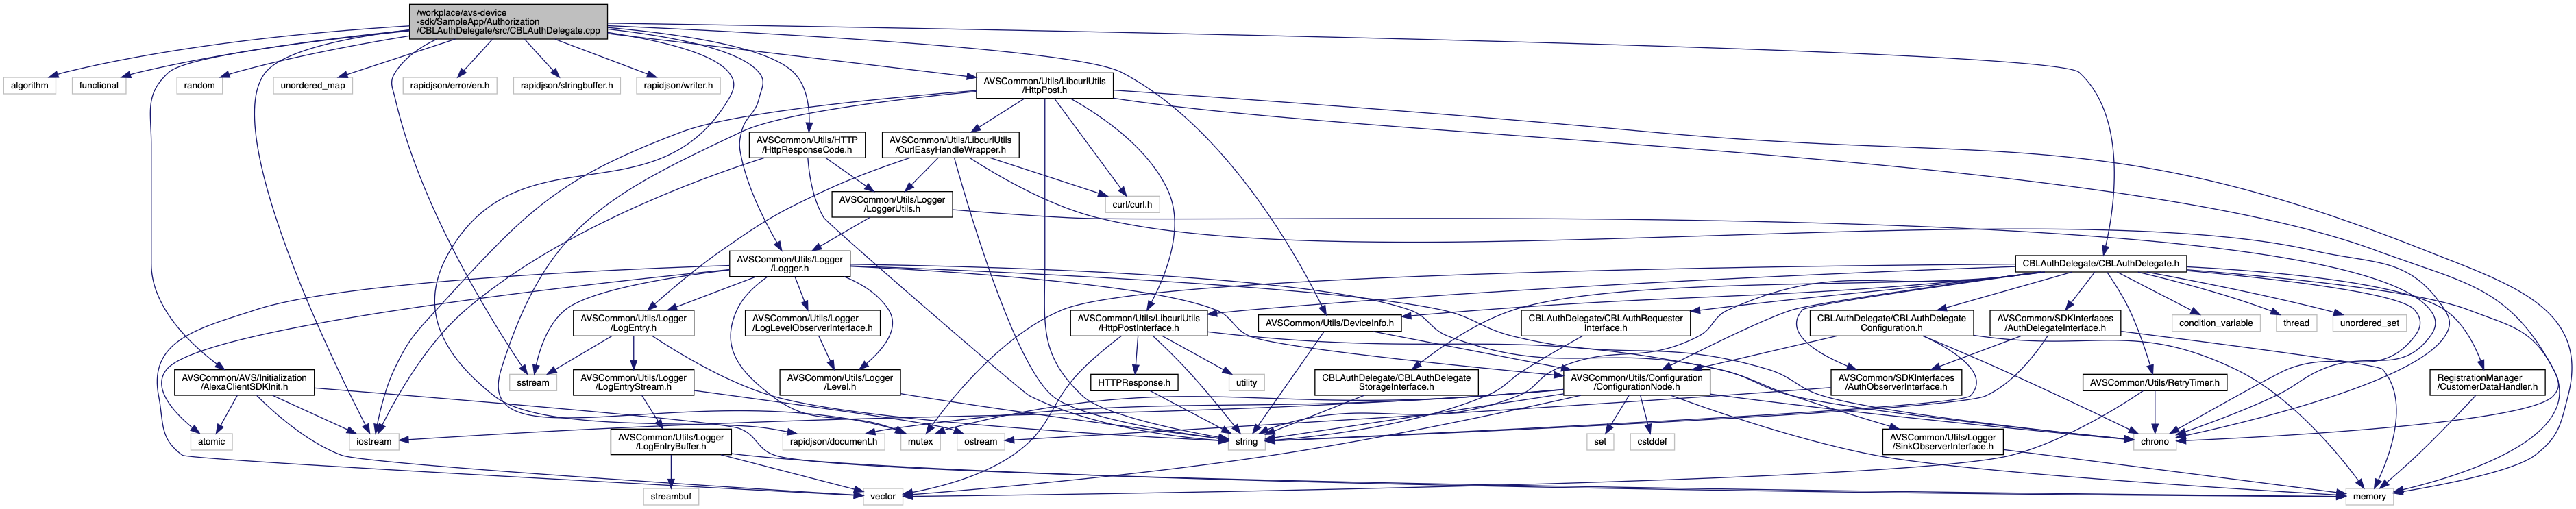 /workplace/avs-device
-sdk/SampleApp/Authorization
/CBLAuthDelegate/src/CBLAuthDelegate.cpp
algorithm
functional
random
unordered_map
rapidjson/error/en.h
rapidjson/stringbuffer.h
rapidjson/writer.h
AVSCommon/Utils/LibcurlUtils
/HttpPost.h
AVSCommon/Utils/HTTP
/HttpResponseCode.h
AVSCommon/Utils/LibcurlUtils
/CurlEasyHandleWrapper.h
AVSCommon/Utils/Logger
/LoggerUtils.h
curl/curl.h
AVSCommon/Utils/Logger
/Logger.h
CBLAuthDelegate/CBLAuthDelegate.h
AVSCommon/Utils/Logger
/LogEntry.h
AVSCommon/Utils/Logger
/LogLevelObserverInterface.h
AVSCommon/Utils/LibcurlUtils
/HttpPostInterface.h
AVSCommon/Utils/DeviceInfo.h
CBLAuthDelegate/CBLAuthRequester
Interface.h
CBLAuthDelegate/CBLAuthDelegate
Configuration.h
AVSCommon/SDKInterfaces
/AuthDelegateInterface.h
condition_variable
thread
unordered_set
AVSCommon/AVS/Initialization
/AlexaClientSDKInit.h
sstream
AVSCommon/Utils/Logger
/LogEntryStream.h
AVSCommon/Utils/Logger
/Level.h
HTTPResponse.h
utility
CBLAuthDelegate/CBLAuthDelegate
StorageInterface.h
AVSCommon/Utils/Configuration
/ConfigurationNode.h
AVSCommon/SDKInterfaces
/AuthObserverInterface.h
AVSCommon/Utils/RetryTimer.h
RegistrationManager
/CustomerDataHandler.h
atomic
iostream
AVSCommon/Utils/Logger
/LogEntryBuffer.h
rapidjson/document.h
mutex
ostream
string
set
cstddef
AVSCommon/Utils/Logger
/SinkObserverInterface.h
chrono
streambuf
vector
memory